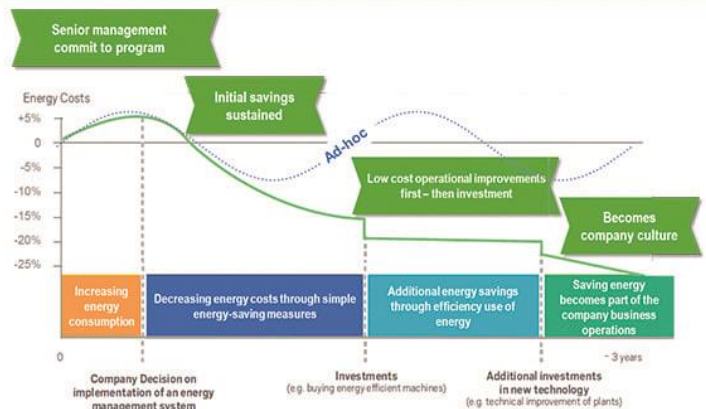 Senior management
commit to program
Energy Costs
Initial savings
sustained
+5%
0
-5%
-10%
-15%
-20%
-25%
Ad-hoc
Low cost operational improvements
first – then investment
Becomes
company culture
Increasing
energy
consumption
Decreasing energy costs through simple
energy-saving measures
Additional energy savings
through efficiency use of
energy
Saving energy
becomes part of the
company business
operations
0
~ 3 years
Company Decision on
implementation of an energy
management system
Investments
(e.g. buying energy efficient machines)
Additional investments
in new technology
(e.g. technical improvement of plants)